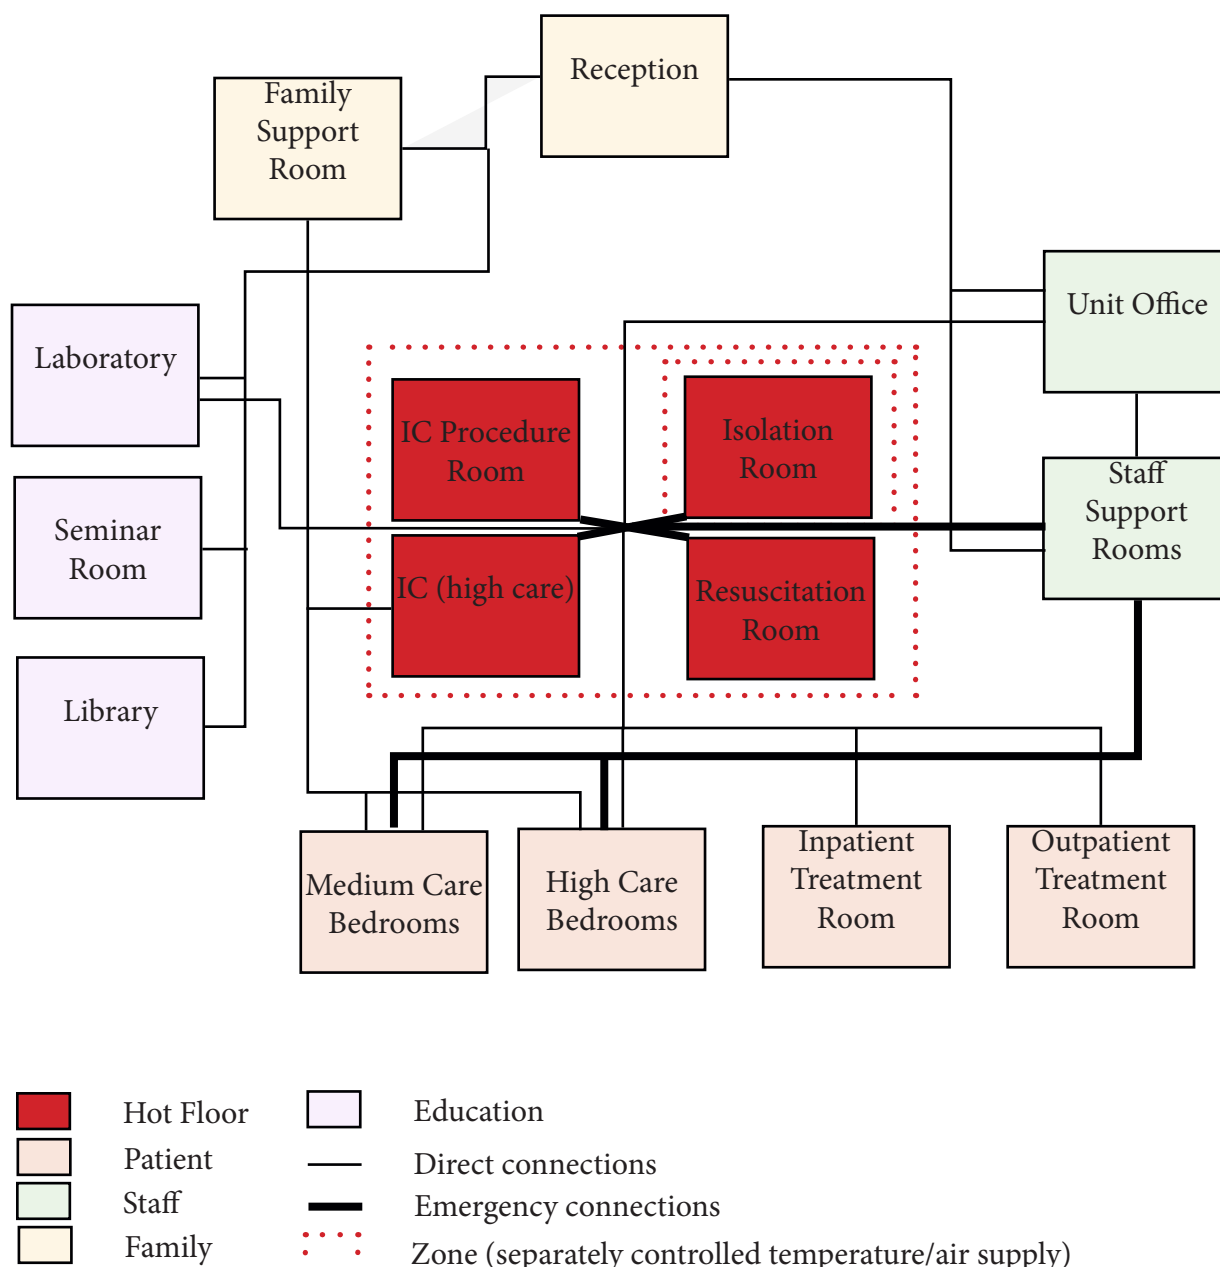 Reception
Family
Support
Room
Unit Office
Laboratory
IC Procedure
Room
Isolation
Room
Staff
Support
Rooms
Seminar
Room
IC (high care)
Resuscitation
Room
Library
Medium Care
Bedrooms
High Care
Bedrooms
Inpatient
Treatment
Room
Outpatient
Treatment
Room
Hot Floor
Patient
Staff
Family
Education
Direct connections
Emergency connections
Zone (separately controlled temperature/air supply)